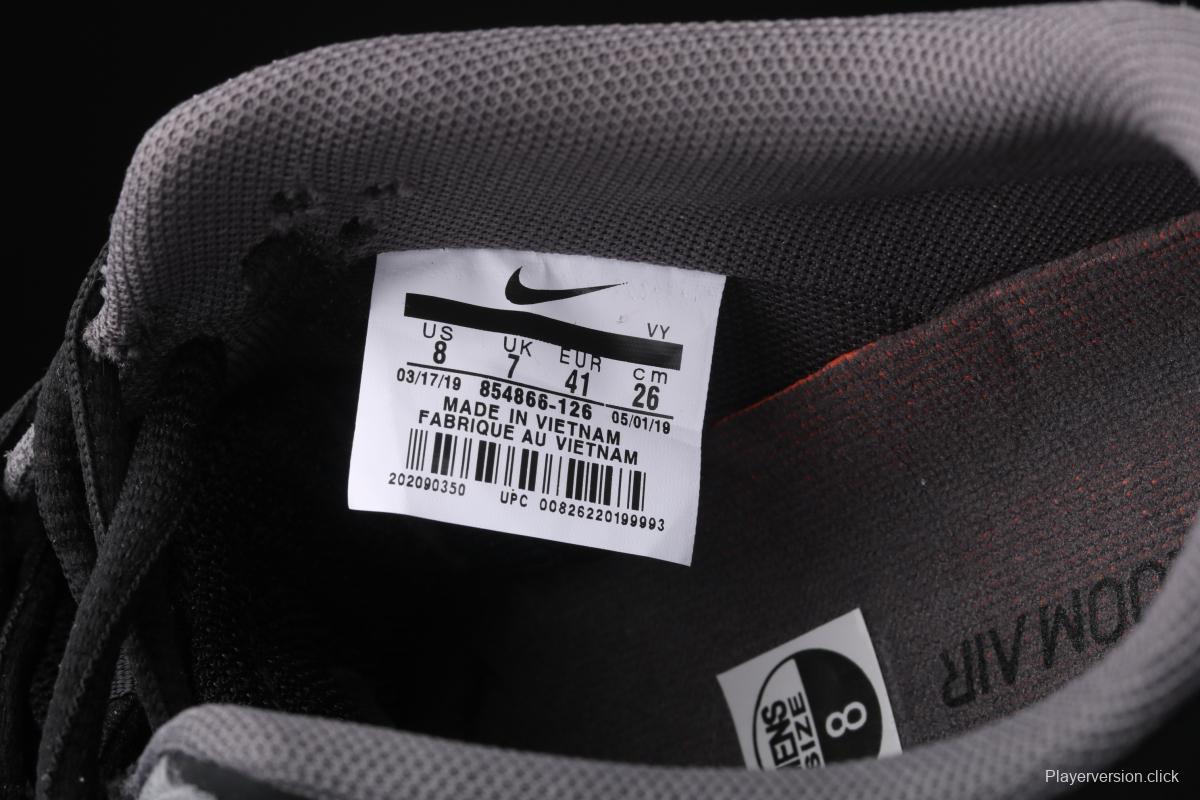 VY
US UK EUR cm
8 7 41 26
03/17/19 854866-126 05/01/19
MADE IN VIETNAM
FABRIQUE AU VIETNAM
202090350 UPC 00826220199993
SIZE
8
AIR
Playerversion.click